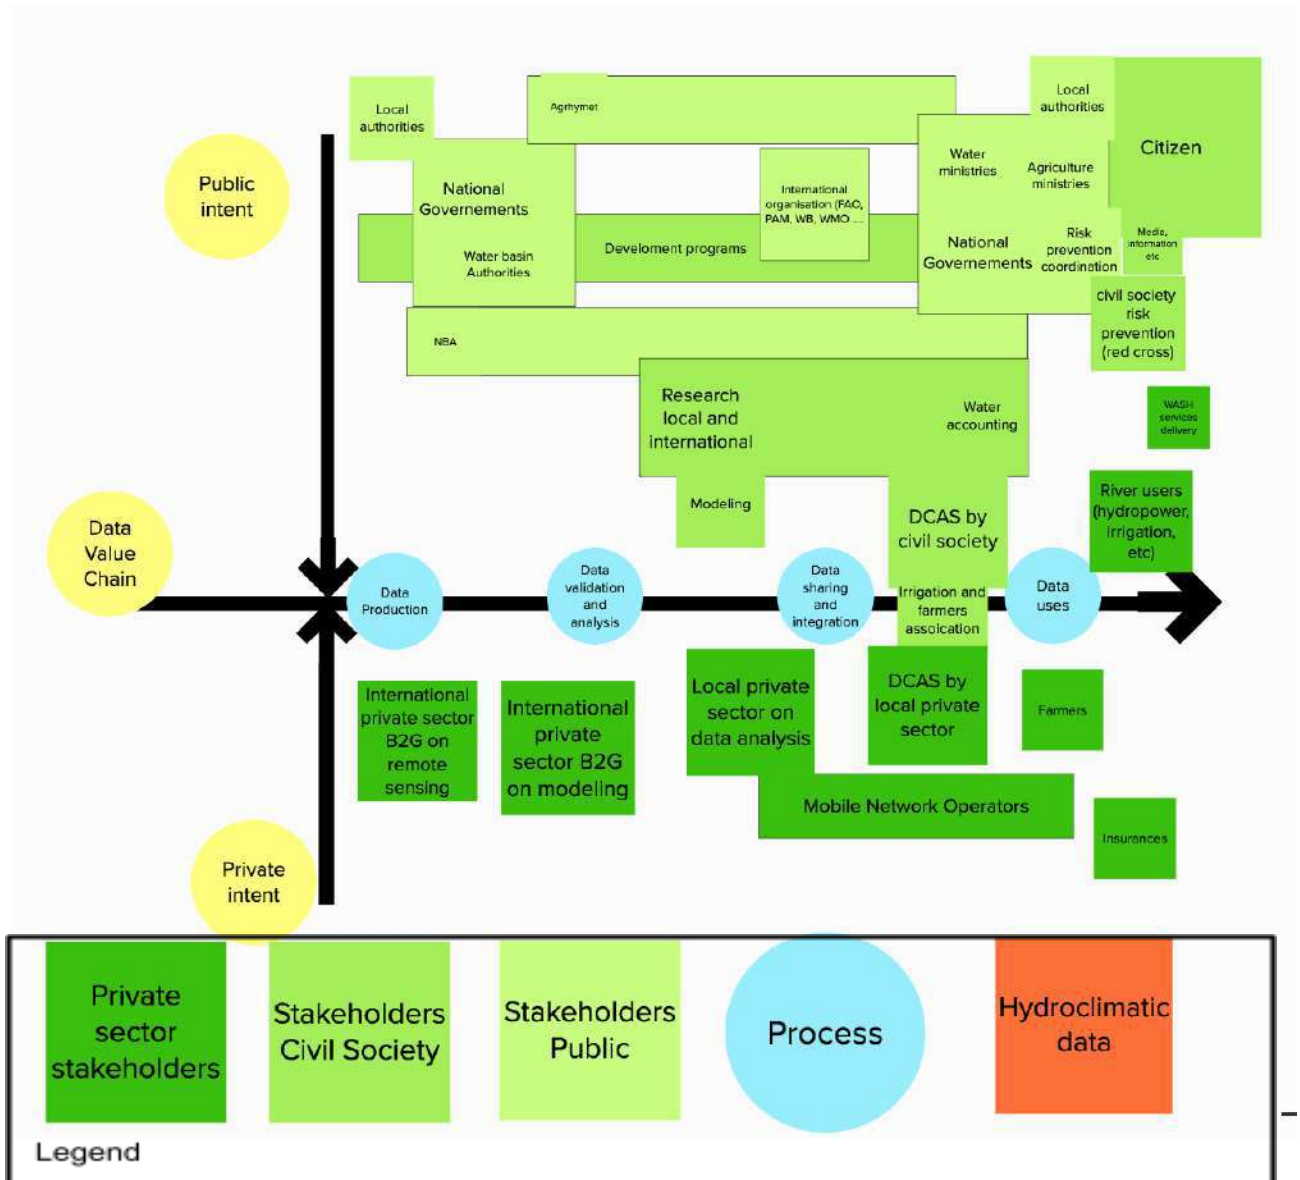 Local
authorities
Agrhymet
Local
authorities
Citizen
Water
ministries
Agriculture
ministries
Public
intent
National
Governements
International
organisation (FAO,
PAM, WB, WMO ....
Water basin
Authorities
Develoment programs
National
Governements
Risk
prevention
coordination
Media,
information
etc
civil society
risk
prevention
(red cross)
NBA
Research
local and
international
Water
accounting
WASH
services
delivery
Modeling
DCAS by
civil society
River users
(hydropower,
irrigation,
etc)
Data
Value
Chain
Data
Production
Data
validation and
analysis
Data
sharing
and
integration
Irrigation and
farmers
assoication
Data
uses
International
private sector
B2G on
remote
sensing
International
private
sector B2G
on modeling
Local private
sector on
data analysis
DCAS by
local private
sector
Farmers
Mobile Network Operators
Insurances
Private
intent
Private
sector
stakeholders
Stakeholders
Civil Society
Stakeholders
Public
Process
Hydroclimatic
data
Legend